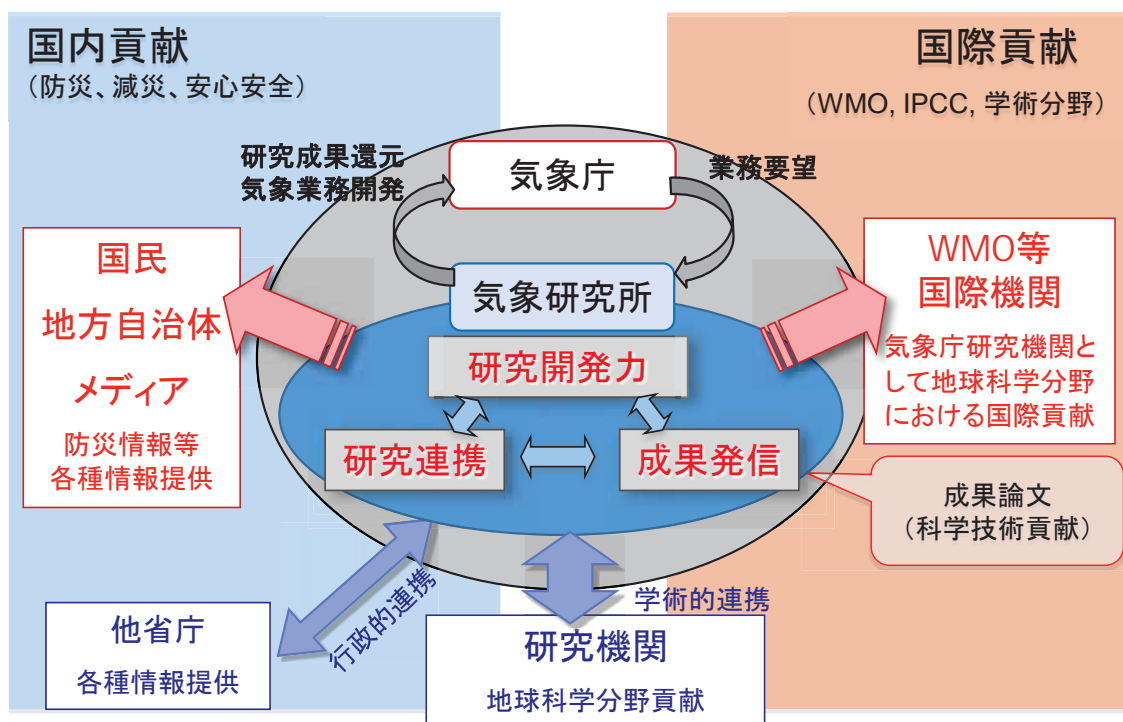 国内貢献
（防災、減災、安心安全）
国際貢献
（WMO, IPCC, 学術分野）
研究成果還元
気象業務開発
気象庁
業務要望
気象研究所
国民
地方自治体
メディア
防災情報等
各種情報提供
WMO等
国際機関
気象庁研究機関と
して地球科学分野
における国際貢献
研究開発力
研究連携
成果発信
成果論文
（科学技術貢献）
行政的連携
学術的連携
他省庁
各種情報提供
研究機関
地球科学分野貢献